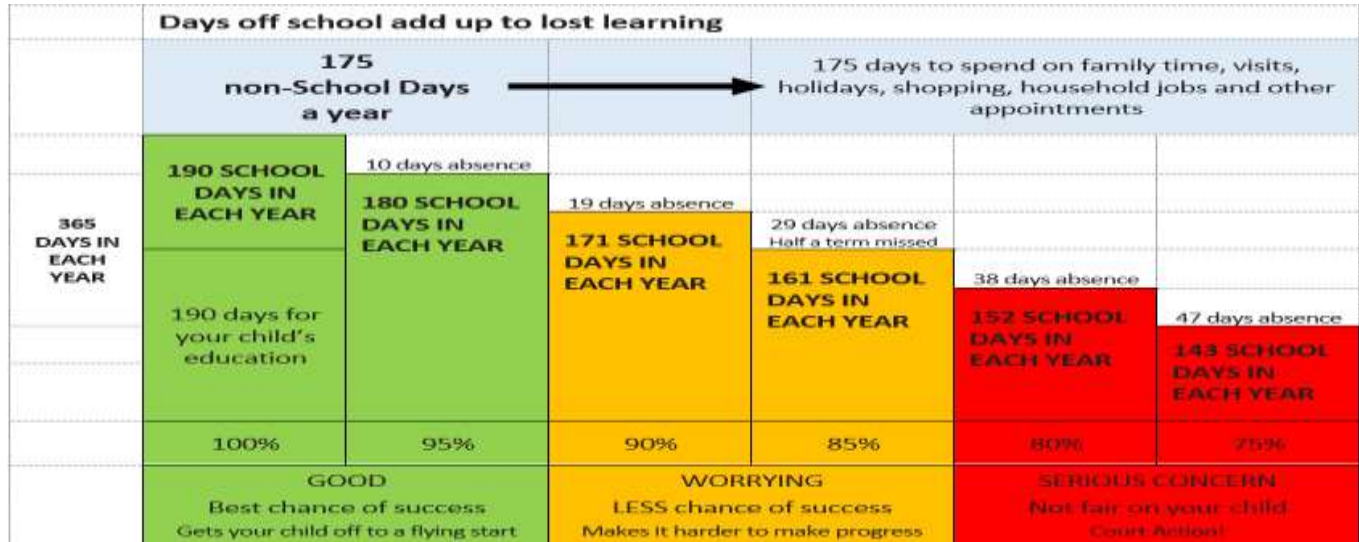 Days off school add up to lost learning
175
non-School Days
a year
175 days to spend on family time, visits,
holidays, shopping, household jobs and other
appointments
365
DAYS IN
EACH
YEAR
190 SCHOOL
DAYS IN
EACH YEAR
190 days for
your child's
education
10 days absence
180 SCHOOL
DAYS IN
EACH YEAR
19 days absence
171 SCHOOL
DAYS IN
EACH YEAR
29 days absence
Half a term missed
161 SCHOOL
DAYS IN
EACH YEAR
38 days absence
152 SCHOOL
DAYS IN
EACH YEAR
47 days absence
143 SCHOOL
DAYS IN
EACH YEAR
100%
95%
90%
85%
80%
75%
GOOD
Best chance of success
Gets your child off to a flying start
WORRYING
LESS chance of success
Makes it harder to make progress
SERIOUS CONCERN
Not fair on your child
Court Action!